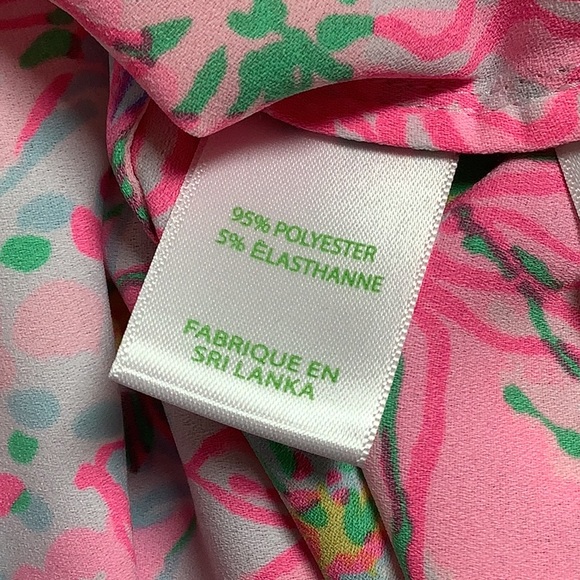 95% POLYESTER
5% ÉLASTHANNE
FABRIQUE EN
SRI LANKA